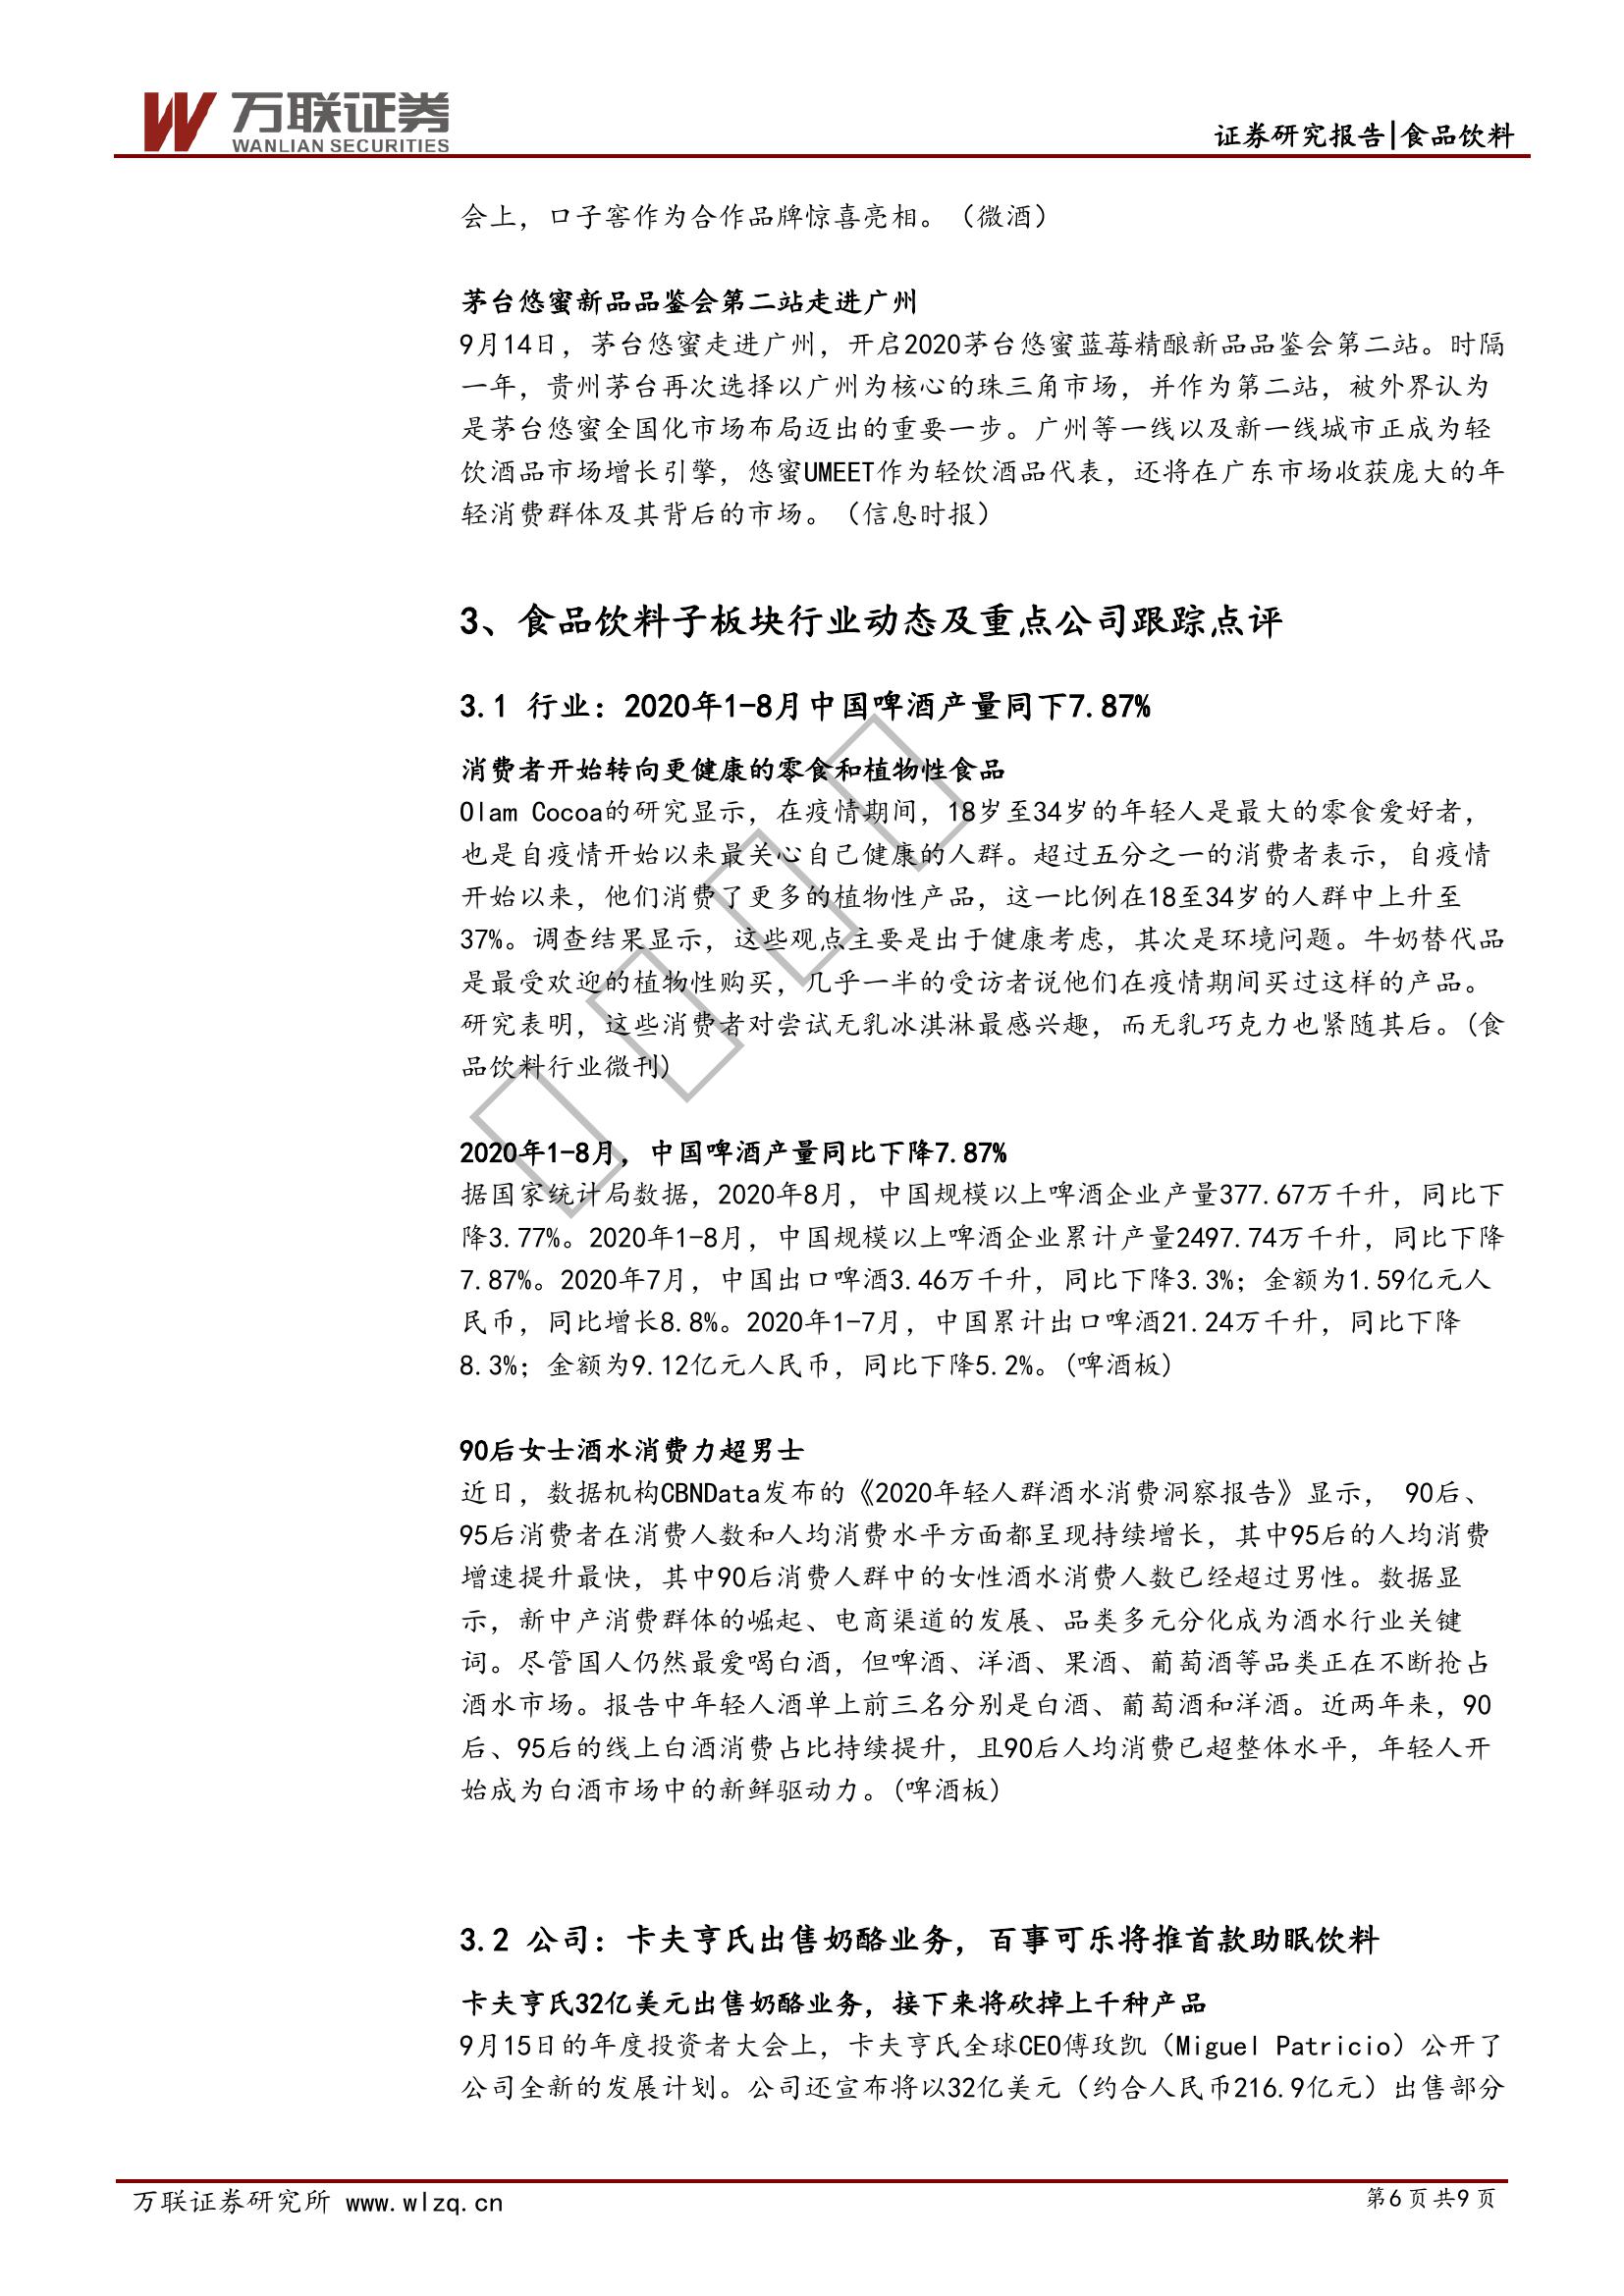 万联证券
WANLIAN SECURITIES
证券研究报告|食品饮料
会上，口子窖作为合作品牌惊喜亮相。（微酒）
茅台悠蜜新品品鉴会第二站走进广州
9月14日，茅台悠蜜走进广州，开启2020茅台悠蜜蓝莓精酿新品品鉴会第二站。时隔
一年，贵州茅台再次选择以广州为核心的珠三角市场，并作为第二站，被外界认为
是茅台悠蜜全国化市场布局迈出的重要一步。广州等一线以及新一线城市正成为轻
饮酒品市场增长引擎，悠蜜UMEET作为轻饮酒品代表，还将在广东市场收获庞大的年
轻消费群体及其背后的市场。（信息时报）
3、食品饮料子板块行业动态及重点公司跟踪点评
3.1 行业：2020年1-8月中国啤酒产量同下7.87%
消费者开始转向更健康的零食和植物性食品
Olam Cocoa的研究显示，在疫情期间，18岁至34岁的年轻人是最大的零食爱好者，
也是自疫情开始以来最关心自己健康的人群。超过五分之一的消费者表示，自疫情
开始以来，他们消费了更多的植物性产品，这一比例在18至34岁的人群中上升至
37%。调查结果显示，这些观点主要是出于健康考虑，其次是环境问题。牛奶替代品
是最受欢迎的植物性购买，几乎一半的受访者说他们在疫情期间买过这样的产品。
研究表明，这些消费者对尝试无乳冰淇淋最感兴趣，而无乳巧克力也紧随其后。(食
品饮料行业微刊)
2020年1-8月，中国啤酒产量同比下降7.87%
据国家统计局数据，2020年8月，中国规模以上啤酒企业产量377.67万千升，同比下
降3.77%。2020年1-8月，中国规模以上啤酒企业累计产量2497.74万千升，同比下降
7.87%。2020年7月，中国出口啤酒3.46万千升，同比下降3.3%；金额为1.59亿元人
民币，同比增长8.8%。2020年1-7月，中国累计出口啤酒21.24万千升，同比下降
8.3%；金额为9.12亿元人民币，同比下降5.2%。(啤酒板)
90后女士酒水消费力超男士
近日，数据机构CBNData发布的《2020年轻人群酒水消费洞察报告》显示， 90后、
95后消费者在消费人数和人均消费水平方面都呈现持续增长，其中95后的人均消费
增速提升最快，其中90后消费人群中的女性酒水消费人数已经超过男性。数据显
示，新中产消费群体的崛起、电商渠道的发展、品类多元分化成为酒水行业关键
词。尽管国人仍然最爱喝白酒，但啤酒、洋酒、果酒、葡萄酒等品类正在不断抢占
酒水市场。报告中年轻人酒单上前三名分别是白酒、葡萄酒和洋酒。近两年来，90
后、95后的线上白酒消费占比持续提升，且90后人均消费已超整体水平，年轻人开
始成为白酒市场中的新鲜驱动力。(啤酒板)
3.2 公司：卡夫亨氏出售奶酪业务，百事可乐将推首款助眠饮料
卡夫亨氏32亿美元出售奶酪业务，接下来将砍掉上千种产品
9月15日的年度投资者大会上，卡夫亨氏全球CEO傅玫凯（Miguel Patricio）公开了
公司全新的发展计划。公司还宣布将以32亿美元（约合人民币216.9亿元）出售部分
万联证券研究所 www.wlzq.cn
第6页共9页